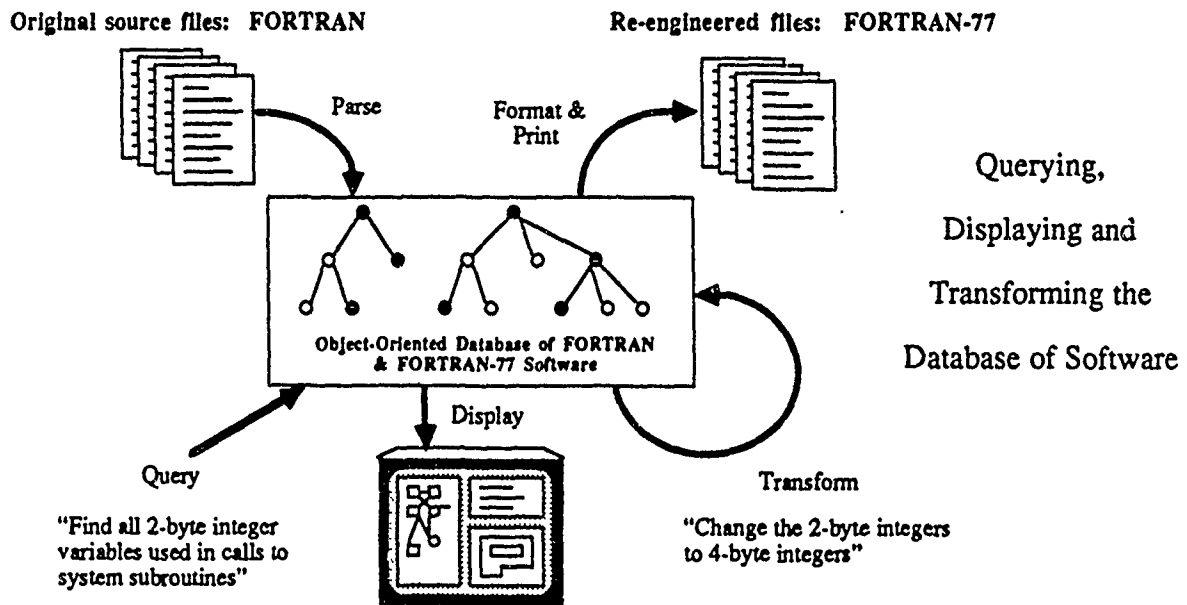 Original source files: FORTRAN
Re-engineered files: FORTRAN-77
Parse
Format &
Print
Querying,
Displaying and
Transforming the
Database of Software
Object-Oriented Database of FORTRAN
& FORTRAN-77 Software
Display
Query
"Find all 2-byte integer
variables used in calls to
system subroutines"
Transform
"Change the 2-byte integers
to 4-byte integers"